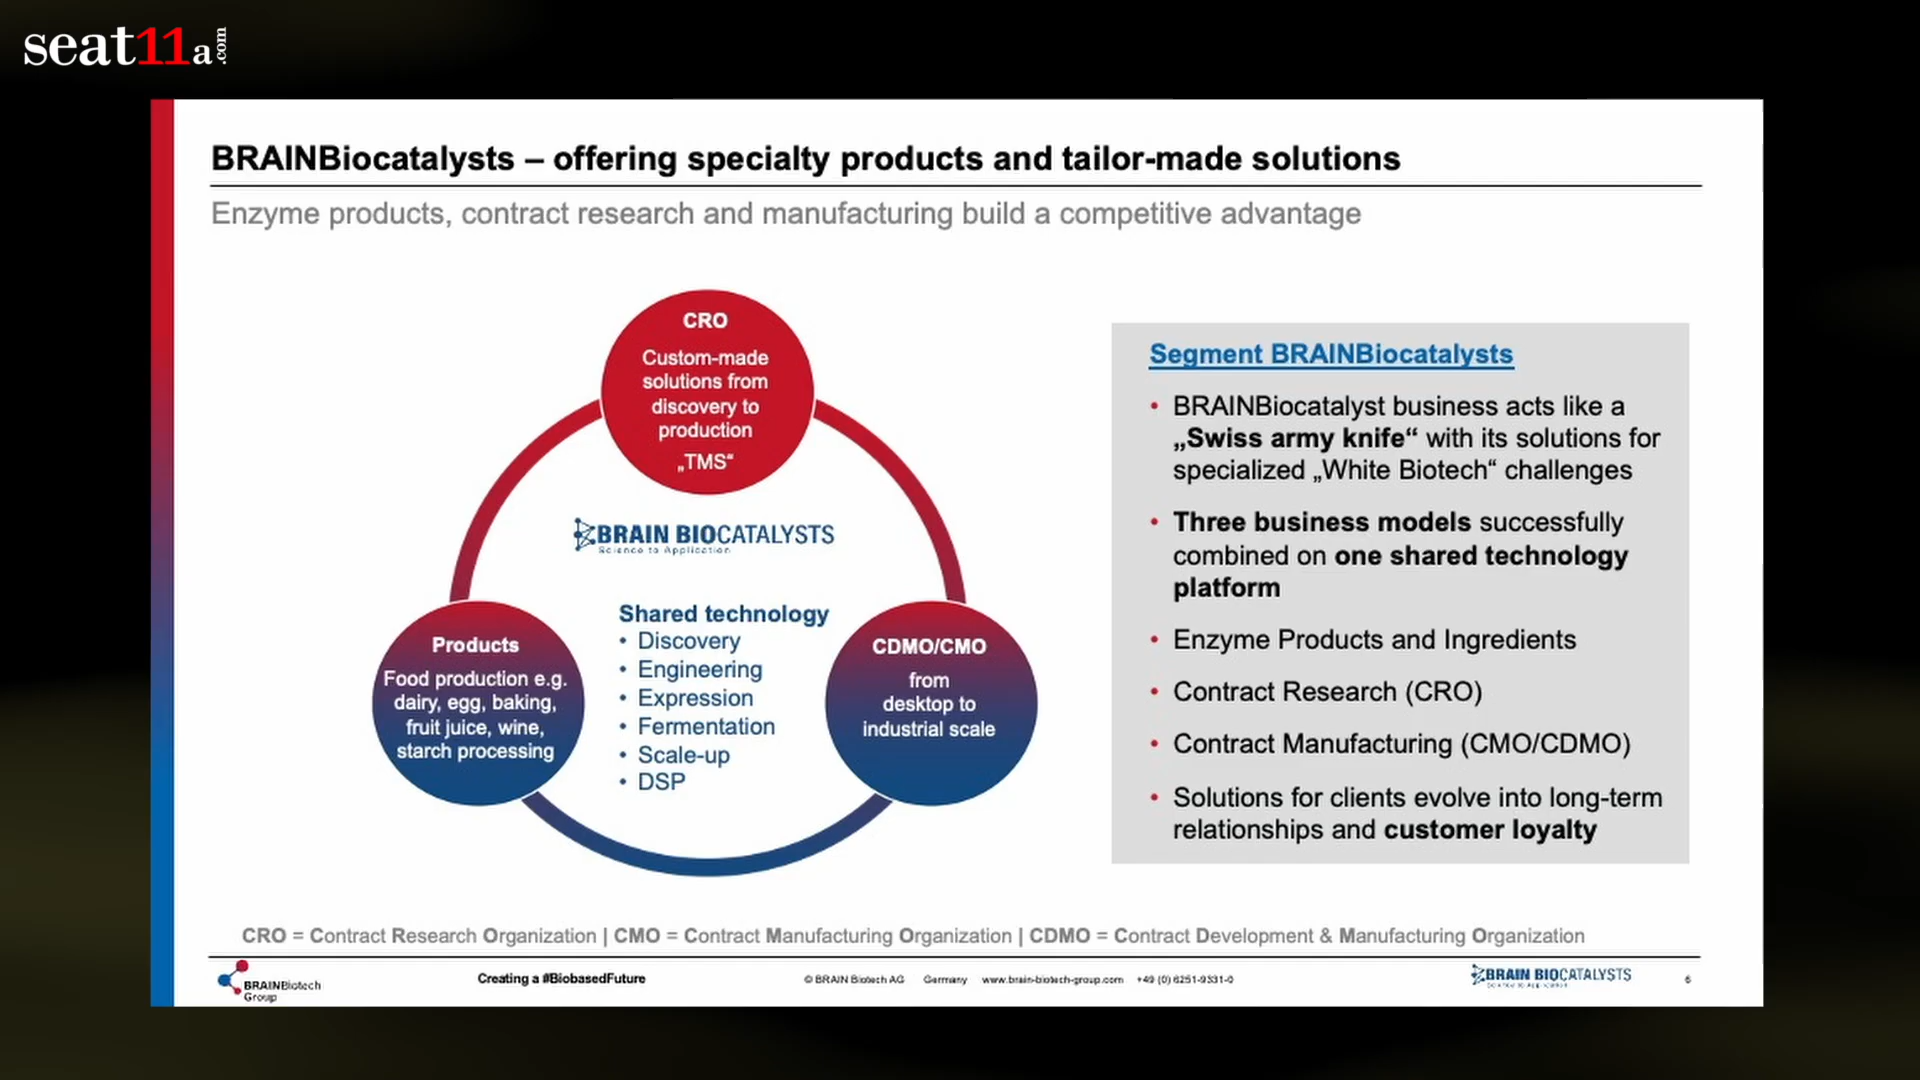 seat11a.com
BRAINBiocatalysts – offering specialty products and tailor-made solutions
Enzyme products, contract research and manufacturing build a competitive advantage
CRO
Custom-made
solutions from
discovery to
production
„TMS“
BRAIN BIOCATALYSTS
Science to Application
Products
Food production e.g.
dairy, egg, baking,
fruit juice, wine,
starch processing
Shared technology
• Discovery
• Engineering
• Expression
• Fermentation
• Scale-up
• DSP
CDMO/CMO
from
desktop to
industrial scale
Segment BRAINBiocatalysts
• BRAINBiocatalyst business acts like a
„Swiss army knife“ with its solutions for
specialized „White Biotech“ challenges
• Three business models successfully
combined on one shared technology
platform
• Enzyme Products and Ingredients
• Contract Research (CRO)
• Contract Manufacturing (CMO/CDMO)
• Solutions for clients evolve into long-term
relationships and customer loyalty
CRO = Contract Research Organization | CMO = Contract Manufacturing Organization | CDMO = Contract Development & Manufacturing Organization
BRAINBiotech
Group
Creating a #BiobasedFuture
© BRAIN Biotech AG Germany www.brain-biotech-group.com +49 (0) 6251-9331-0
BRAIN BIOCATALYSTS
Science to Application
6